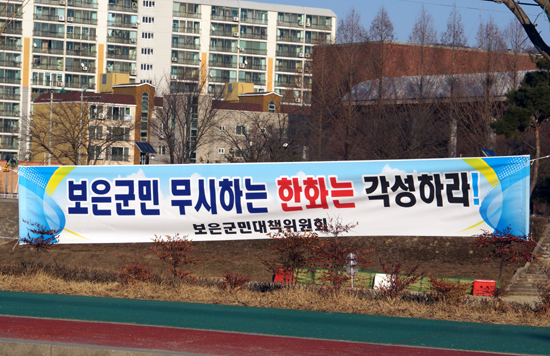 보은군민 무시하는 한화는 각성하라!
보은군민대책위원회